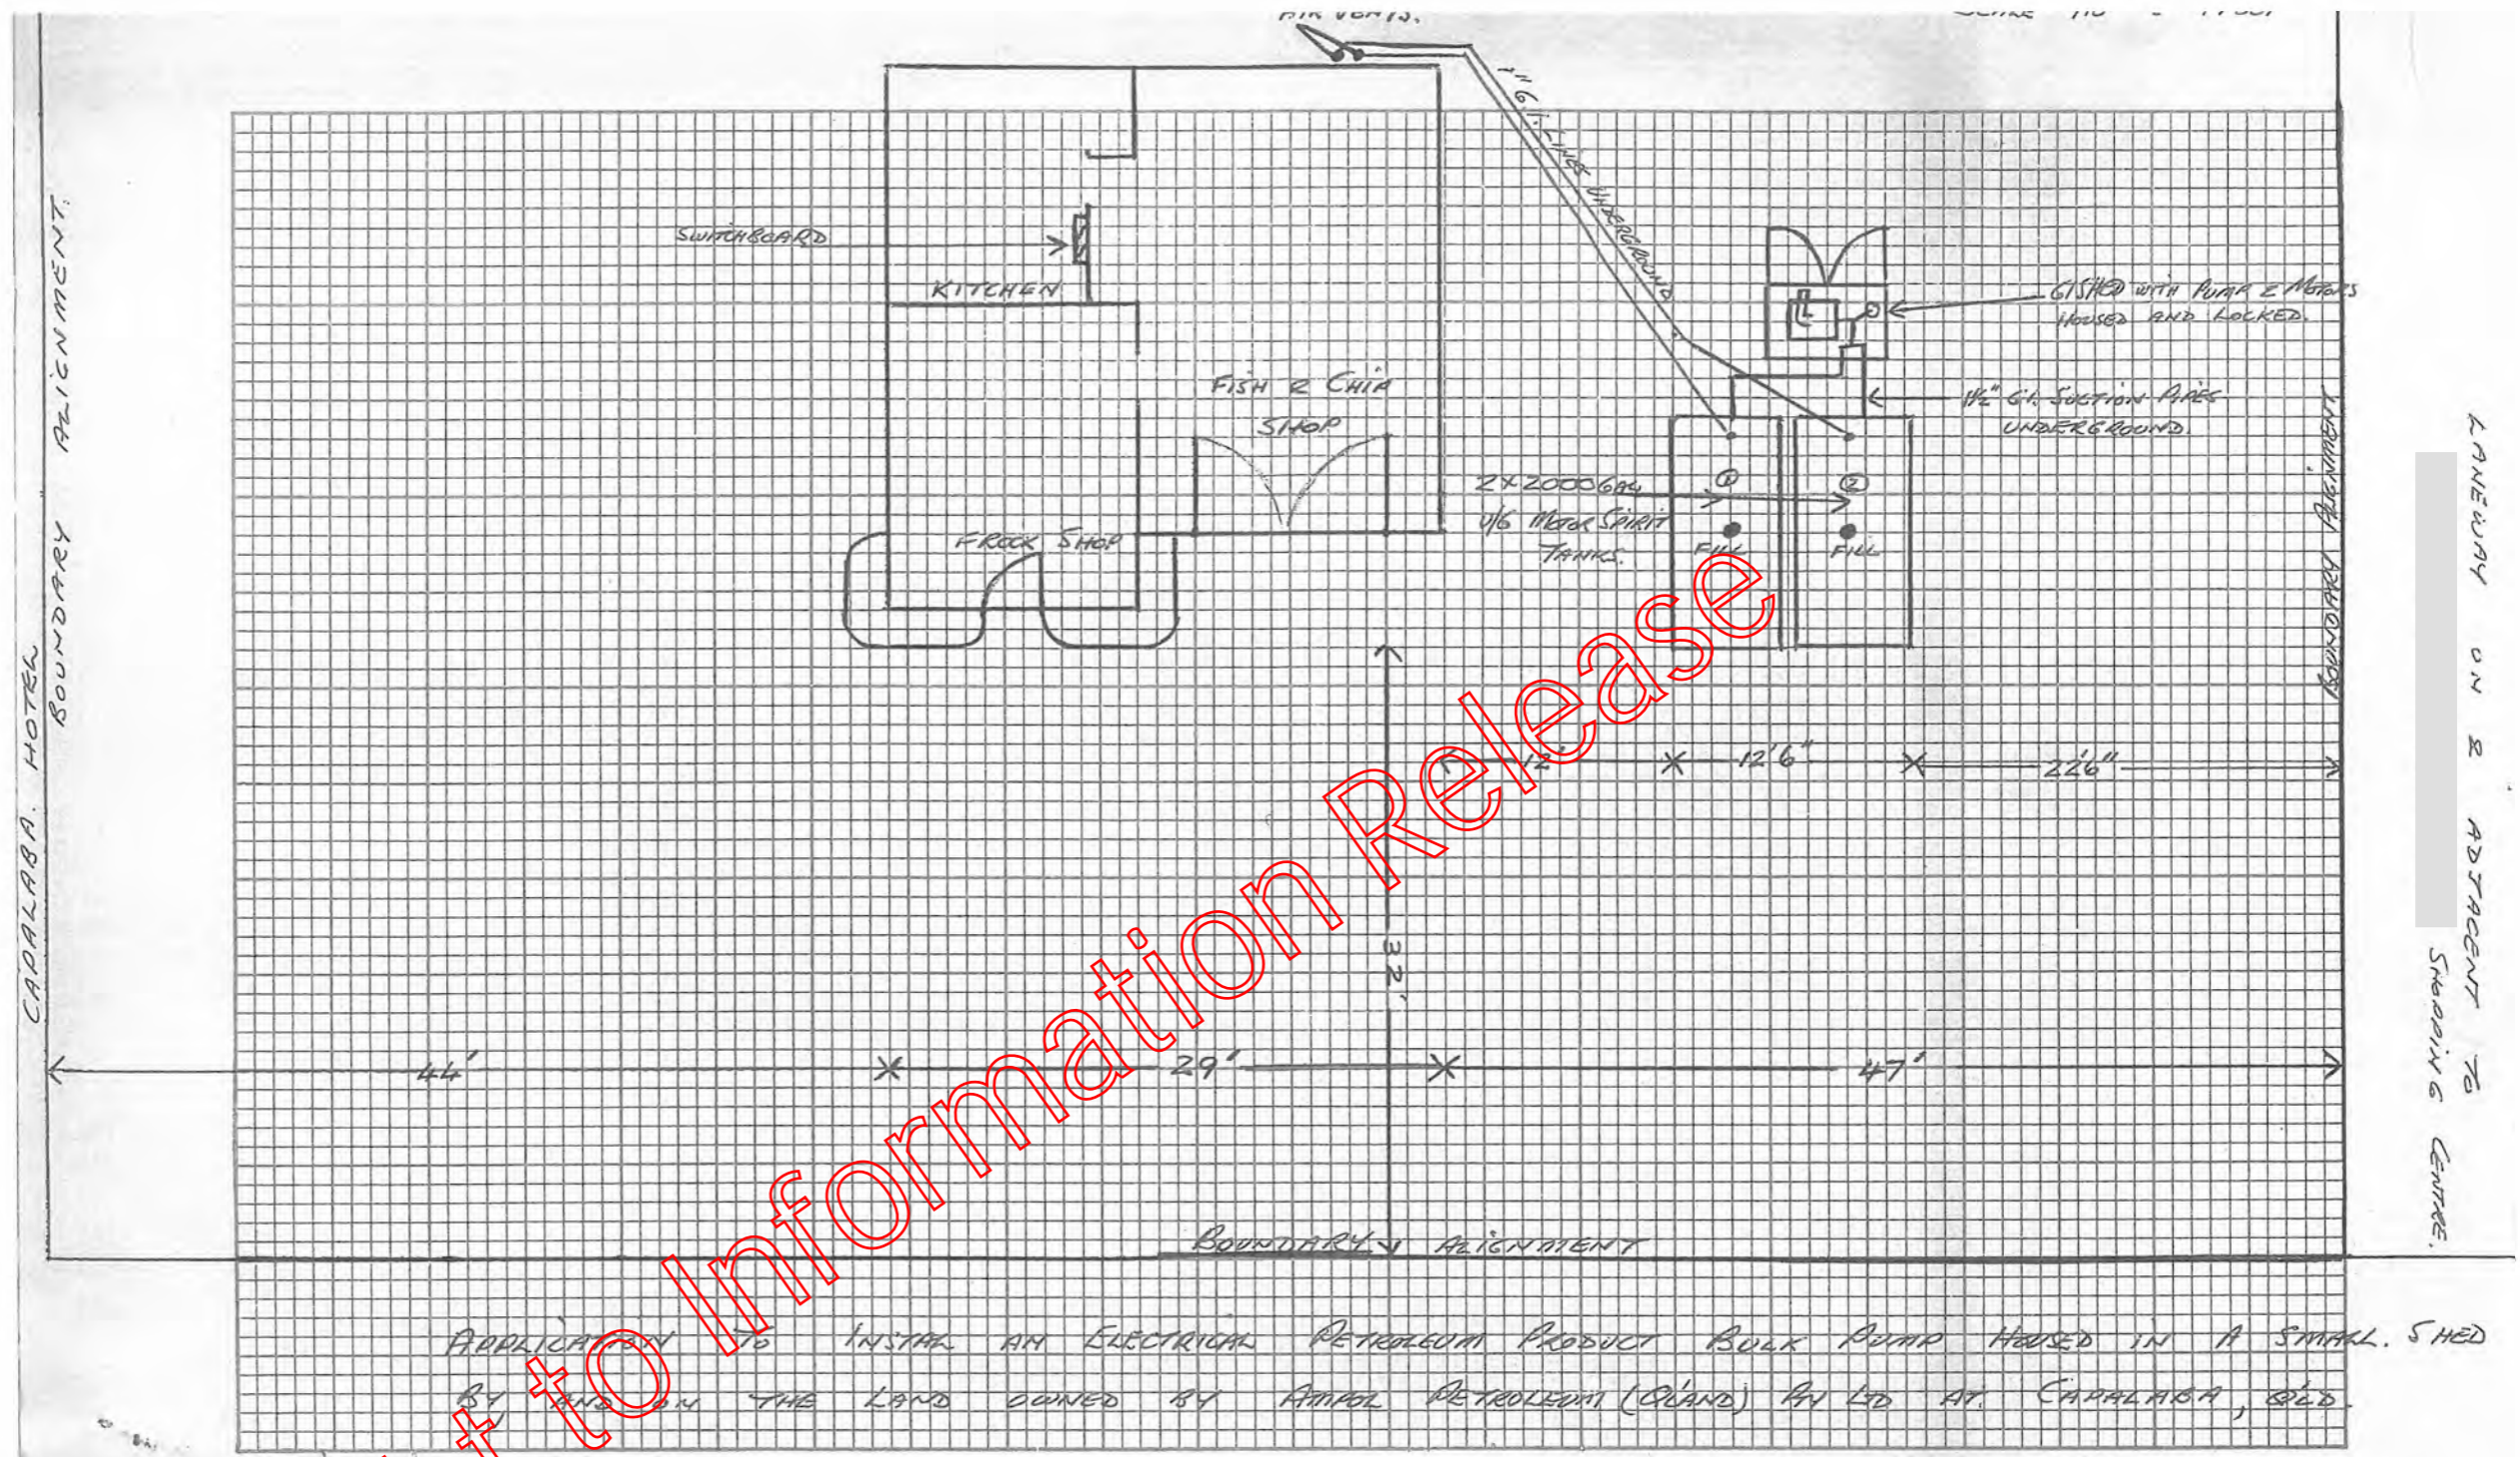 AIR VENTS.
G.I. LINES UNDERGROUND
SWITCHBOARD
KITCHEN
G.I SHED WITH PUMP & MOTORS
HOUSED AND LOCKED.
FISH & CHIP
SHOP
1½" G.I. SUCTION PIPES
UNDERGROUND.
2 x 2000 GAL
U/G MOTOR SPIRIT
TANKS.
1
2
FILL
FILL
FROCK SHOP
12'
12'6"
22'6"
32'
44'
29'
47'
CAPALABA. HOTEL
BOUNDARY ALIGNMENT.
BOUNDARY ALIGNMENT
LANEWAY ON & ADJACENT TO
SHOPPING CENTRE.
BOUNDARY ALIGNMENT
APPLICATION TO INSTAL AN ELECTRICAL PETROLEUM PRODUCT BULK PUMP HOUSED IN A SMALL. SHED
BY AND ON THE LAND OWNED BY AMPOL PETROLEUM (Q'LAND) PTY LTD AT. CAPALABA, QLD.
to Information Release